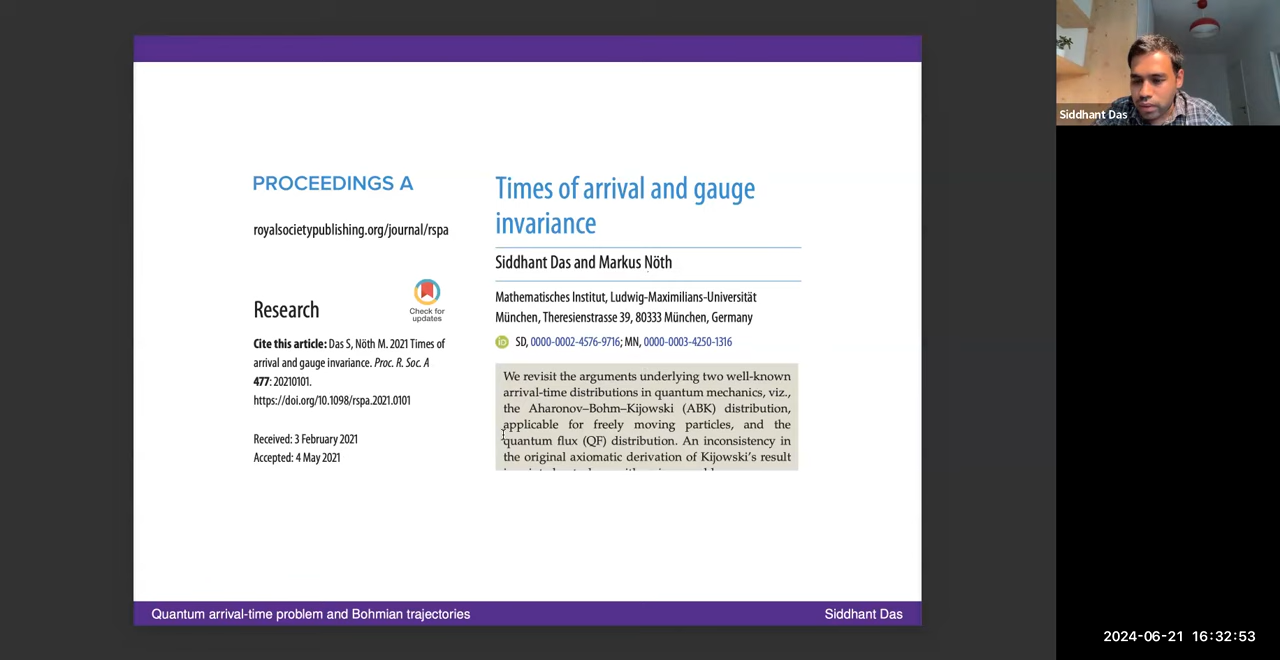 PROCEEDINGS A
royalsocietypublishing.org/journal/rspa
Research
Check for
updates
Cite this article: Das S, Nöth M. 2021 Times of
arrival and gauge invariance. Proc. R. Soc. A
477: 20210101.
https://doi.org/10.1098/rspa.2021.0101
Received: 3 February 2021
Accepted: 4 May 2021
Times of arrival and gauge
invariance
Siddhant Das and Markus Nöth
Mathematisches Institut, Ludwig-Maximilians-Universität
München, Theresienstrasse 39, 80333 München, Germany
iD SD, 0000-0002-4576-9716; MN, 0000-0003-4250-1316
We revisit the arguments underlying two well-known
arrival-time distributions in quantum mechanics, viz.,
the Aharonov–Bohm–Kijowski (ABK) distribution,
applicable for freely moving particles, and the
quantum flux (QF) distribution. An inconsistency in
the original axiomatic derivation of Kijowski's result
Quantum arrival-time problem and Bohmian trajectories
Siddhant Das
Siddhant Das
2024-06-21 16:32:53